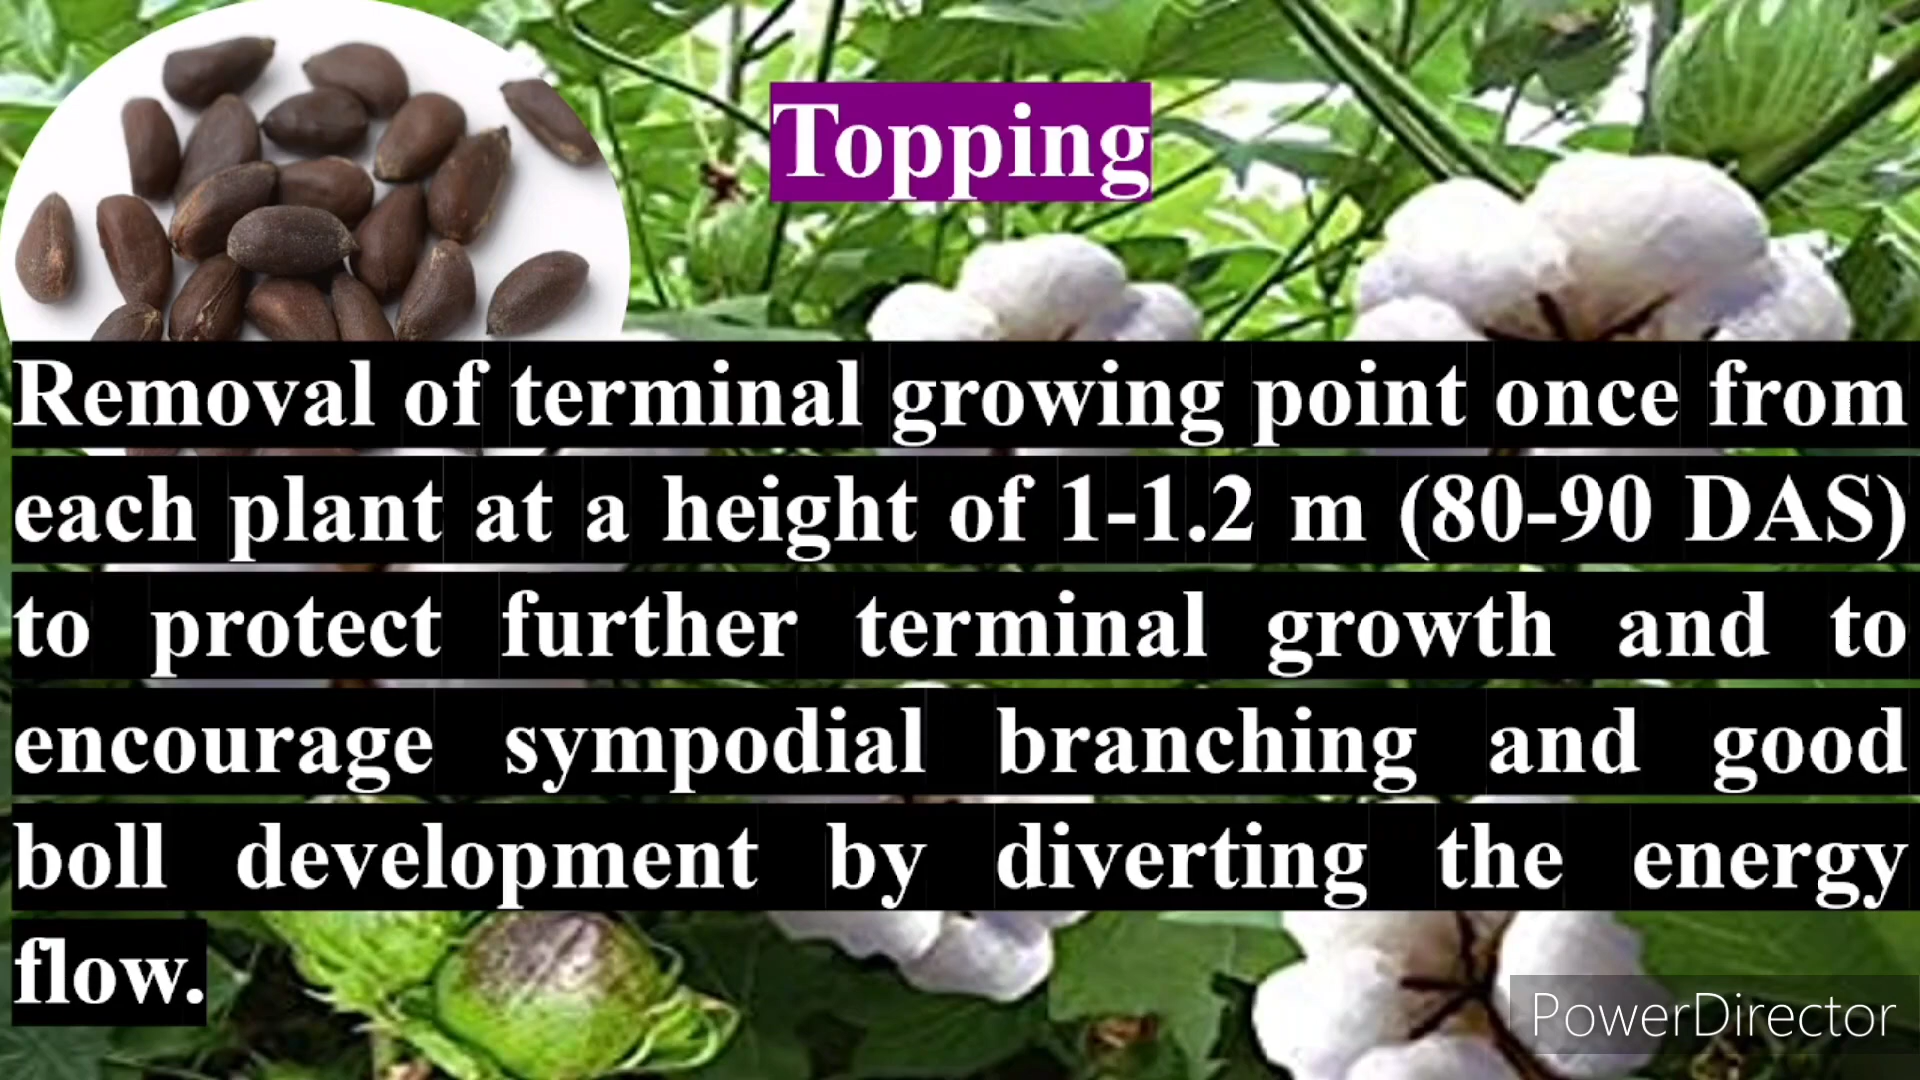 Topping
Removal of terminal growing point once from
each plant at a height of 1-1.2 m (80-90 DAS)
to protect further terminal growth and to
encourage sympodial branching and good
boll development by diverting the energy
flow.
PowerDirector